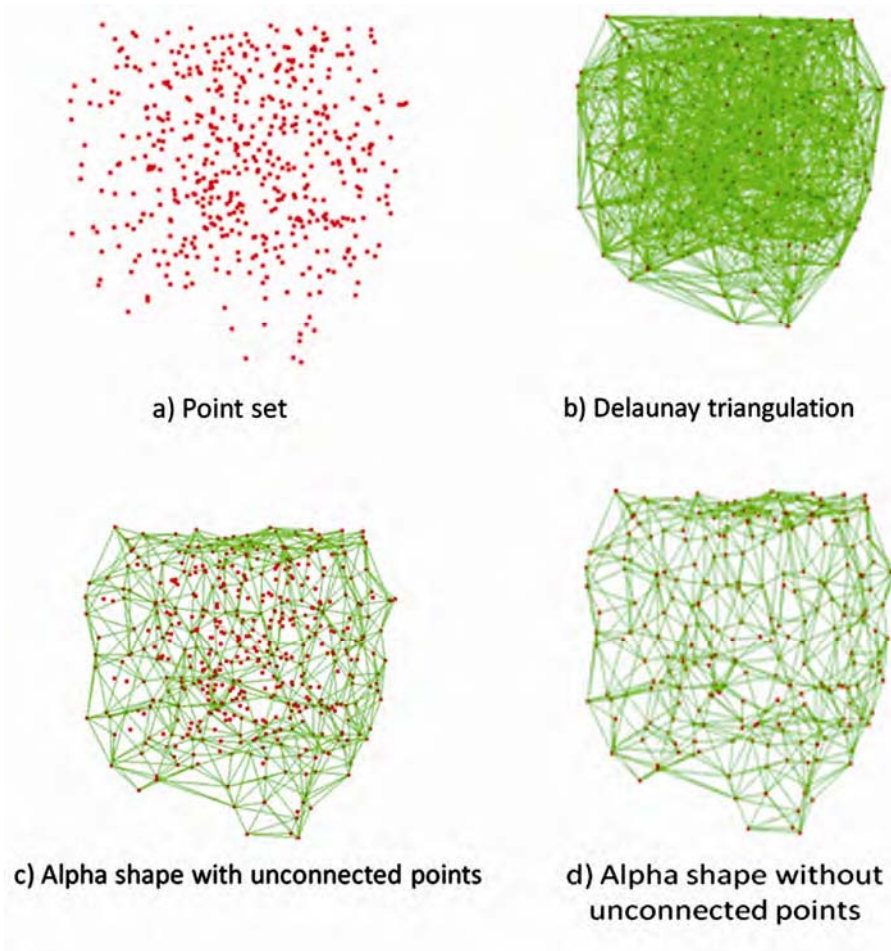 a) Point set
b) Delaunay triangulation
c) Alpha shape with unconnected points
d) Alpha shape without
unconnected points